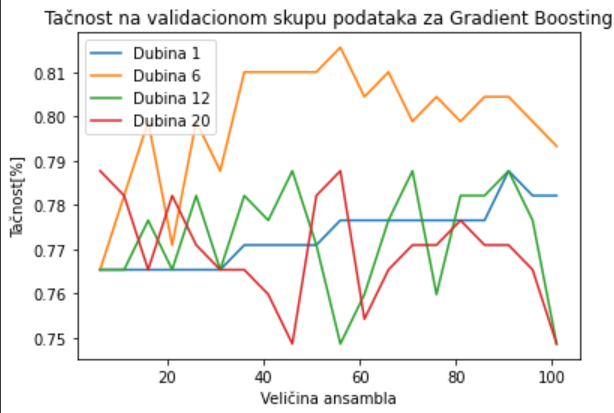 Tačnost na validacionom skupu podataka za Gradient Boosting
Dubina 1
Dubina 6
Dubina 12
Dubina 20
Tačnost[%]
0.81
0.80
0.79
0.78
0.77
0.76
0.75
20 40 60 80 100
Veličina ansambla